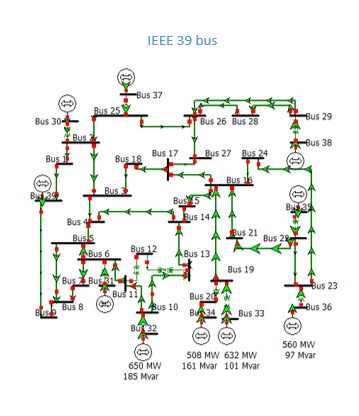 IEEE 39 bus
Bus 37
Bus 25
Bus 30
Bus 26
Bus 28
Bus 29
Bus 2
Bus 38
Bus 1
Bus 18
Bus 17
Bus 27
Bus 24
Bus 3
Bus 16
Bus 15
Bus 35
Bus 4
Bus 14
Bus 21
Bus 22
Bus 5
Bus 6
Bus 12
Bus 13
Bus 19
Bus 7
Bus 31
Bus 11
Bus 23
Bus 9
Bus 8
Bus 10
Bus 20
Bus 34
Bus 33
Bus 36
Bus 32
560 MW
97 Mvar
650 MW
185 Mvar
508 MW
161 Mvar
632 MW
101 Mvar